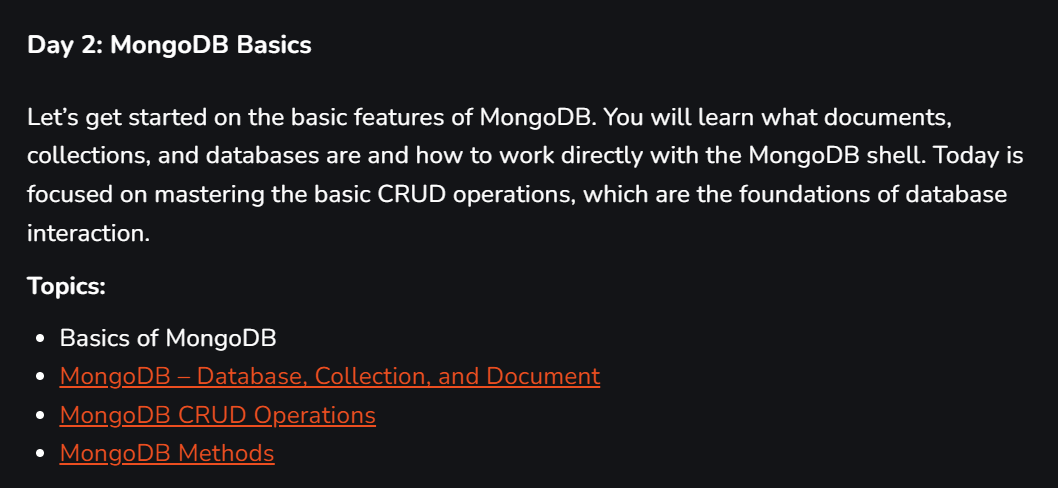 Day 2: MongoDB Basics
Let’s get started on the basic features of MongoDB. You will learn what documents,
collections, and databases are and how to work directly with the MongoDB shell. Today is
focused on mastering the basic CRUD operations, which are the foundations of database
interaction.
Topics:
• Basics of MongoDB
• MongoDB – Database, Collection, and Document
• MongoDB CRUD Operations
• MongoDB Methods